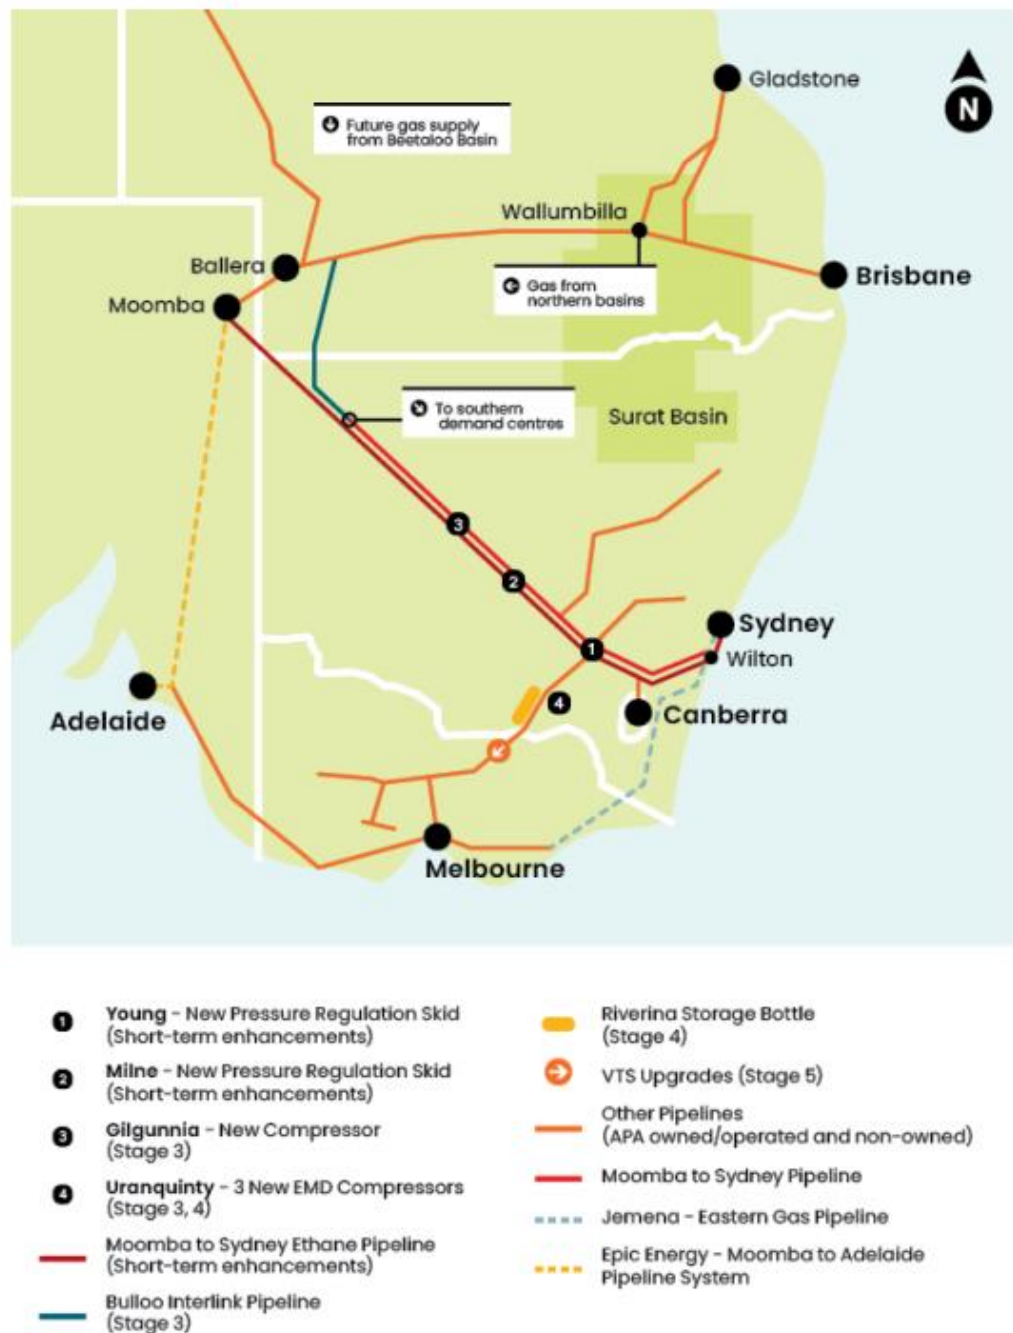 Gladstone
N
Future gas supply
from Beetaloo Basin
Wallumbilla
Ballera
Gas from
northern basins
Brisbane
Moomba
To southern
demand centres
Surat Basin
3
2
1
Sydney
Wilton
4
Canberra
Adelaide
Melbourne
1 Young - New Pressure Regulation Skid
(Short-term enhancements)
2 Milne - New Pressure Regulation Skid
(Short-term enhancements)
3 Gilgunnia - New Compressor
(Stage 3)
4 Uranquinty - 3 New EMD Compressors
(Stage 3, 4)
Moomba to Sydney Ethane Pipeline
(Short-term enhancements)
Bulloo Interlink Pipeline
(Stage 3)
Riverina Storage Bottle
(Stage 4)
VTS Upgrades (Stage 5)
Other Pipelines
(APA owned/operated and non-owned)
Moomba to Sydney Pipeline
Jemena - Eastern Gas Pipeline
Epic Energy - Moomba to Adelaide
Pipeline System